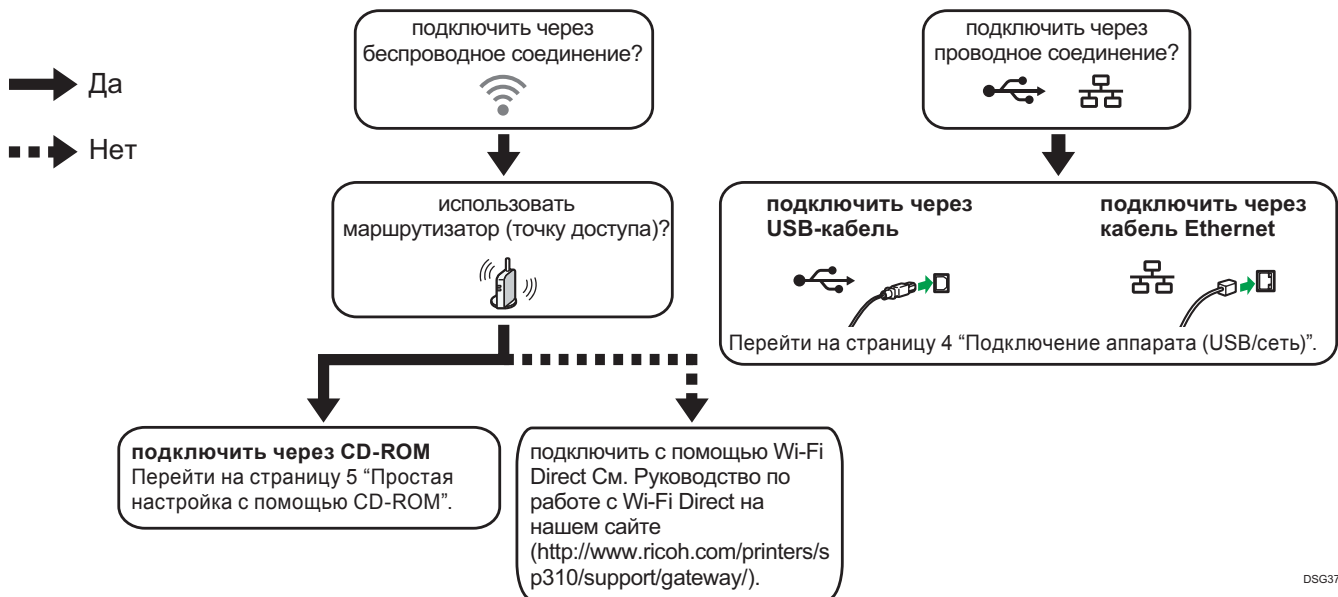 Да
Нет
подключить через
беспроводное соединение?
использовать
маршрутизатор (точку доступа)?
подключить через CD-ROM
Перейти на страницу 5 “Простая
настройка с помощью CD-ROM”.
подключить с помощью Wi-Fi
Direct См. Руководство по
работе с Wi-Fi Direct на
нашем сайте
(http://www.ricoh.com/printers/s
p310/support/gateway/).
подключить через
проводное соединение?
подключить через
USB-кабель
подключить через
кабель Ethernet
Перейти на страницу 4 “Подключение аппарата (USB/сеть)”.
DSG37